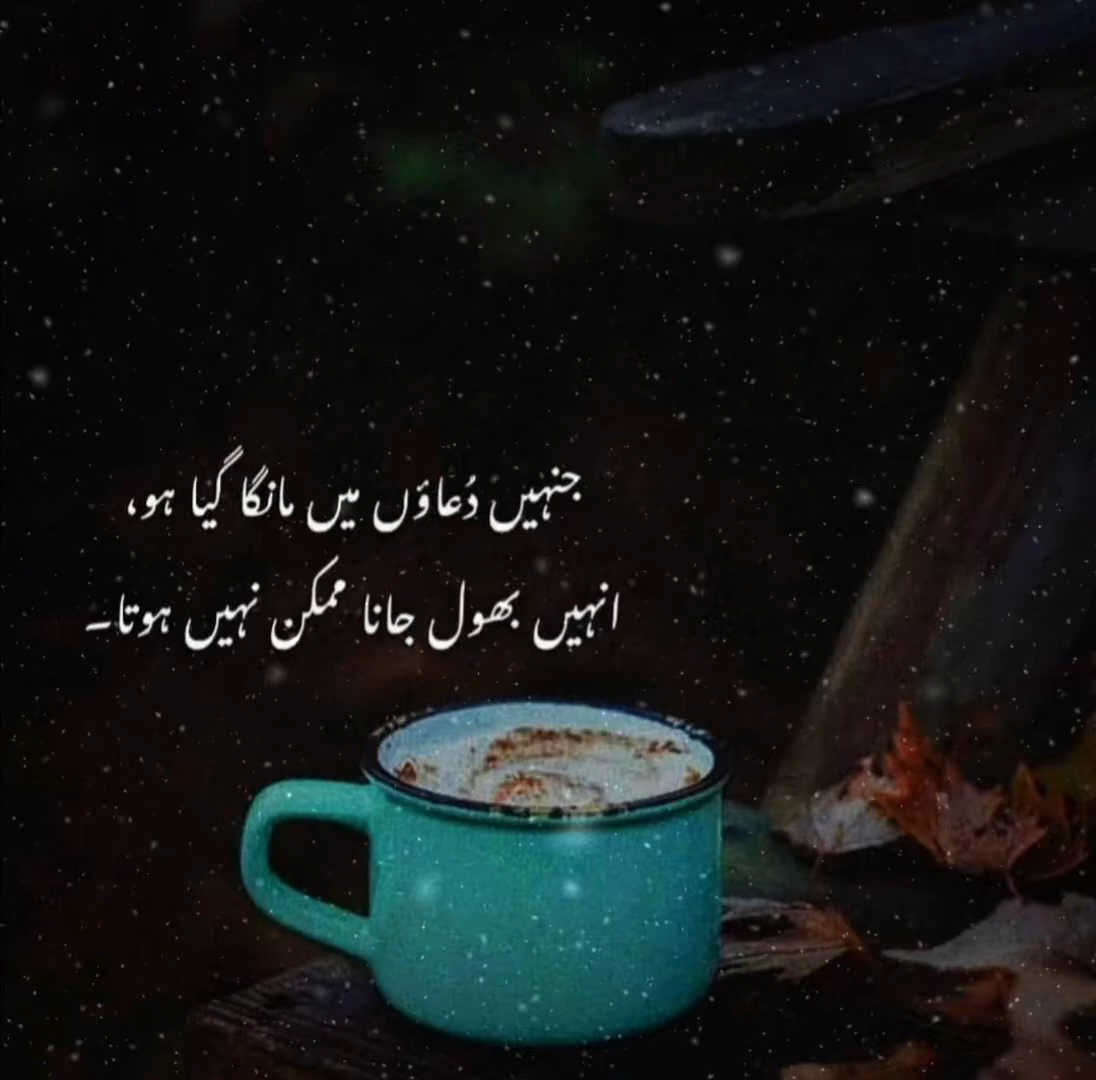 جنہیں دُعاؤں میں مانگا گیا ہو،
انہیں بھول جانا ممکن نہیں ہوتا۔